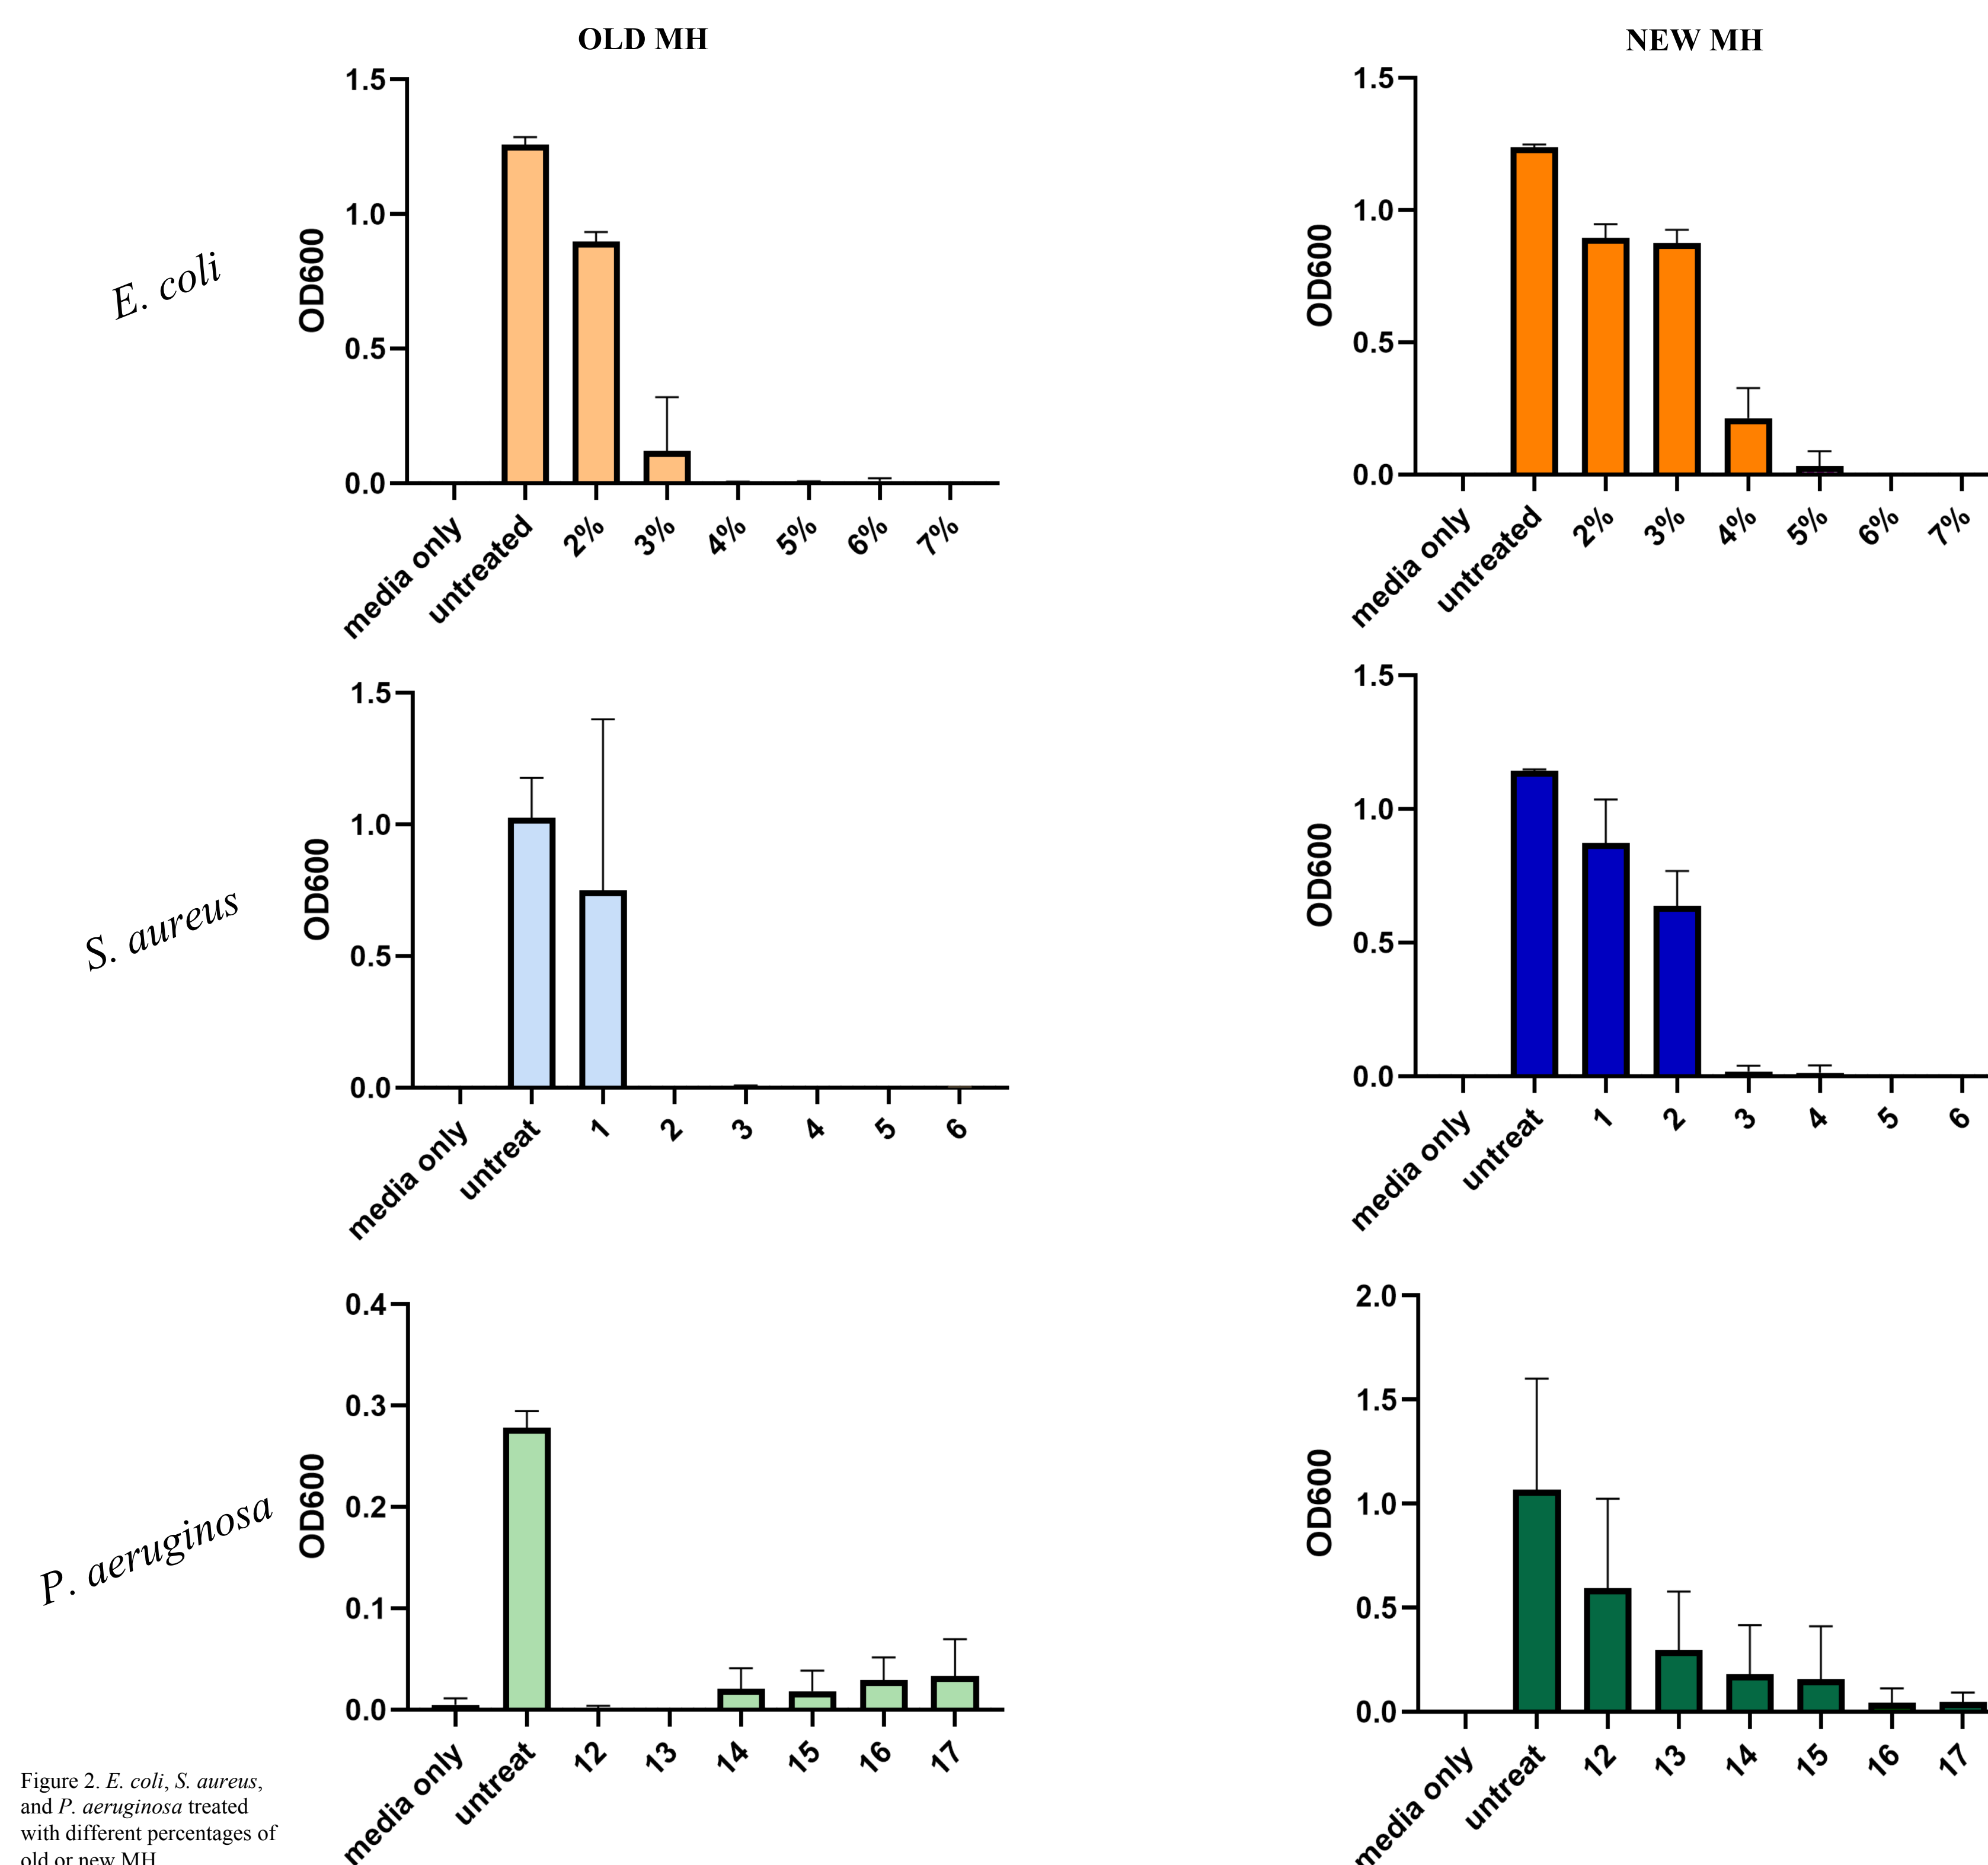 OLD MH
NEW MH
E. coli
OD600
1.5
1.0
0.5
0.0
media only
untreated
2%
3%
4%
5%
6%
7%
OD600
1.5
1.0
0.5
0.0
media only
untreated
2%
3%
4%
5%
6%
7%
S. aureus
OD600
1.5
1.0
0.5
0.0
media only
untreat
1
2
3
4
5
6
OD600
1.5
1.0
0.5
0.0
media only
untreat
1
2
3
4
5
6
P. aeruginosa
OD600
0.4
0.3
0.2
0.1
0.0
media only
untreat
12
13
14
15
16
17
OD600
2.0
1.5
1.0
0.5
0.0
media only
untreat
12
13
14
15
16
17
Figure 2. E. coli, S. aureus,
and P. aeruginosa treated
with different percentages of
old or new MH